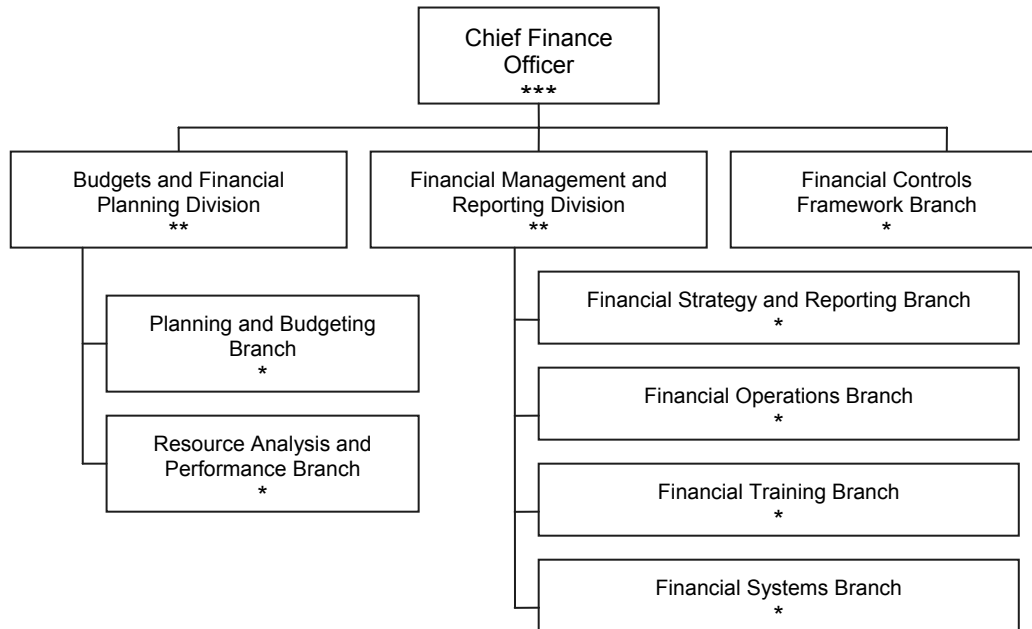 Chief Finance
Officer
***
Budgets and Financial
Planning Division
**
Financial Management and
Reporting Division
**
Financial Controls
Framework Branch
*
Planning and Budgeting
Branch
*
Resource Analysis and
Performance Branch
*
Financial Strategy and Reporting Branch
*
Financial Operations Branch
*
Financial Training Branch
*
Financial Systems Branch
*